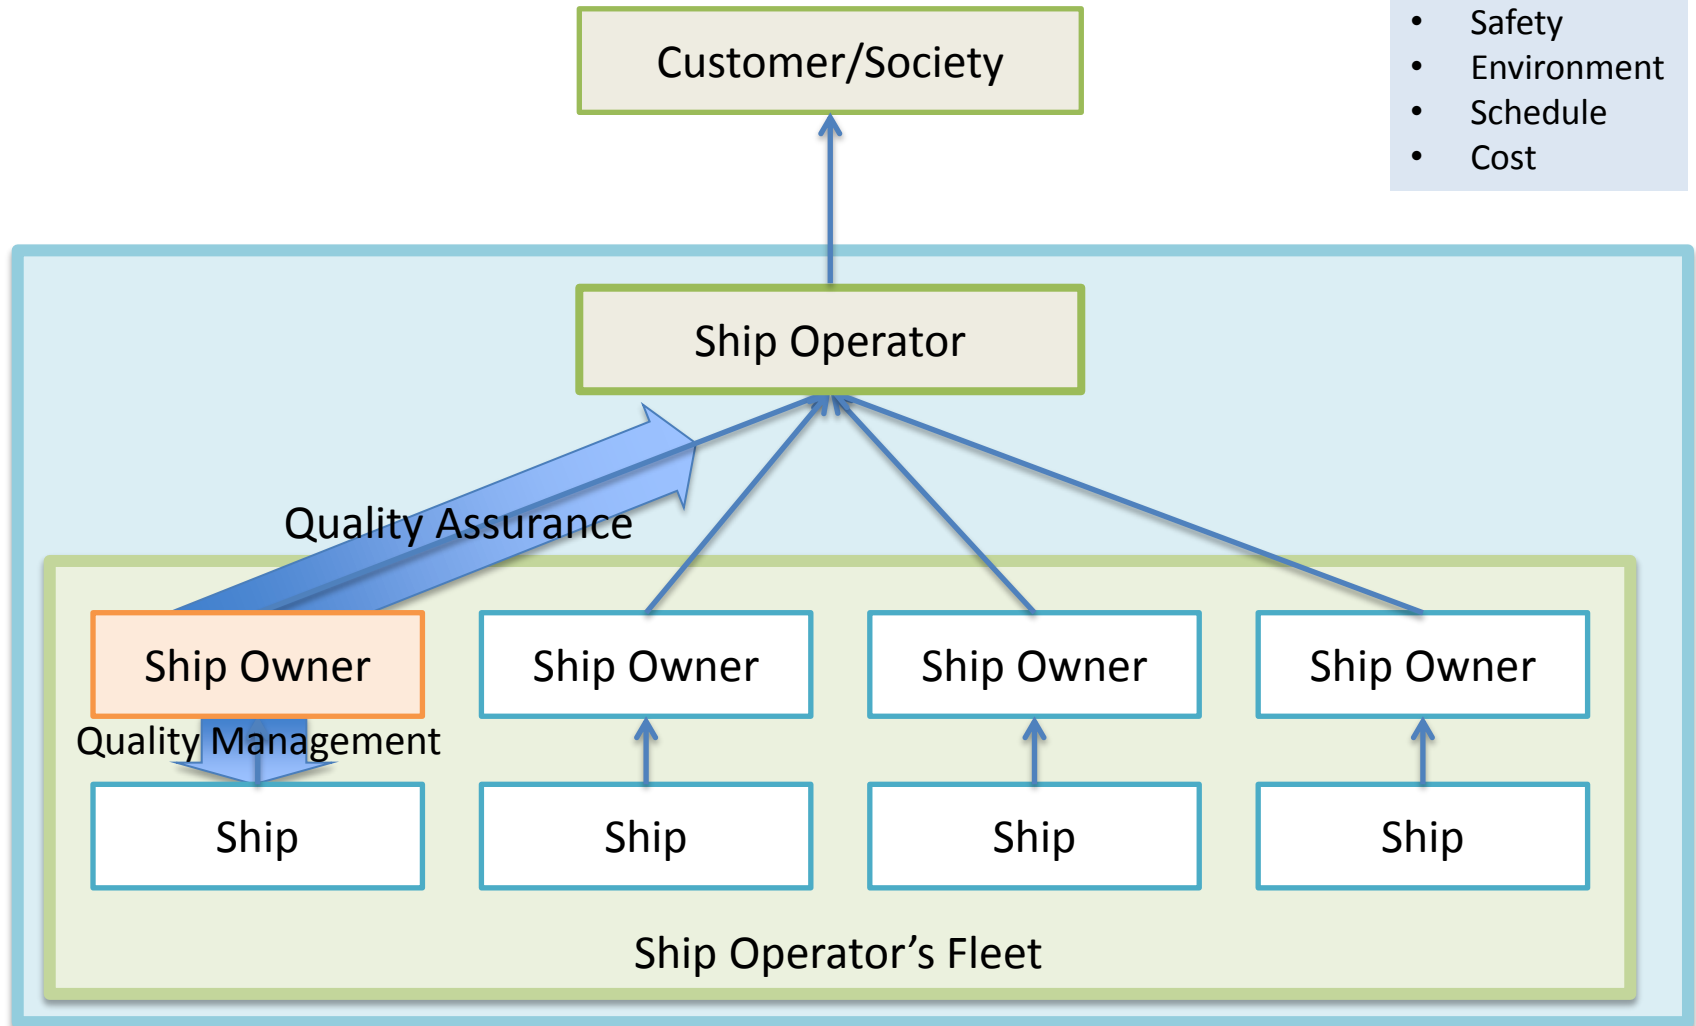 • Safety
• Environment
• Schedule
• Cost
Customer/Society
Ship Operator
Quality Assurance
Ship Owner
Ship Owner
Ship Owner
Ship Owner
Quality Management
Ship
Ship
Ship
Ship
Ship Operator’s Fleet